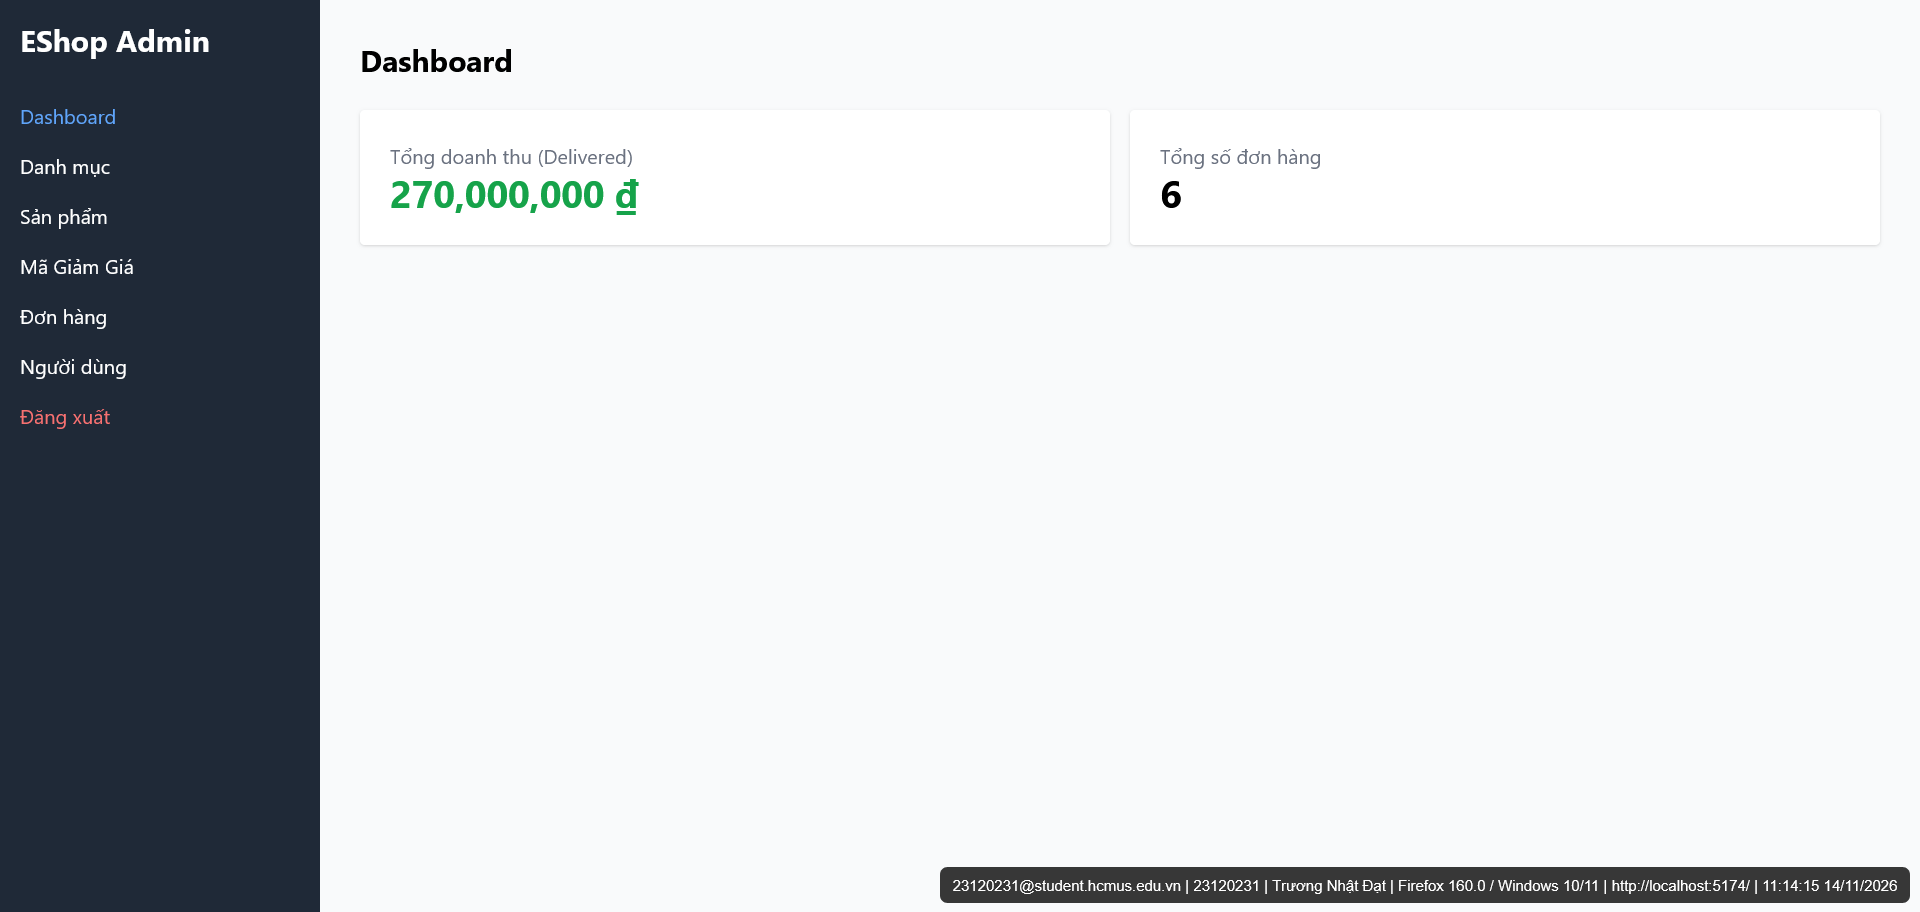 EShop Admin
Dashboard
Danh mục
Sản phẩm
Mã Giảm Giá
Đơn hàng
Người dùng
Đăng xuất
Dashboard
Tổng doanh thu (Delivered)
270,000,000 ₫
Tổng số đơn hàng
6
23120231@student.hcmus.edu.vn | 23120231 | Trương Nhật Đạt | Firefox 160.0 / Windows 10/11 | http://localhost:5174/ | 11:14:15 14/11/2026